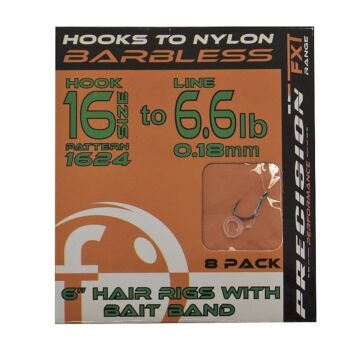 HOOKS TO NYLON
BARBLESS
HOOK LINE
16 SIZE to 6.6lb
PATTERN
1624 0.18mm
8 PACK
6" HAIR RIGS WITH
BAIT BAND
FXT RANGE
PRECISION
PERFORMANCE